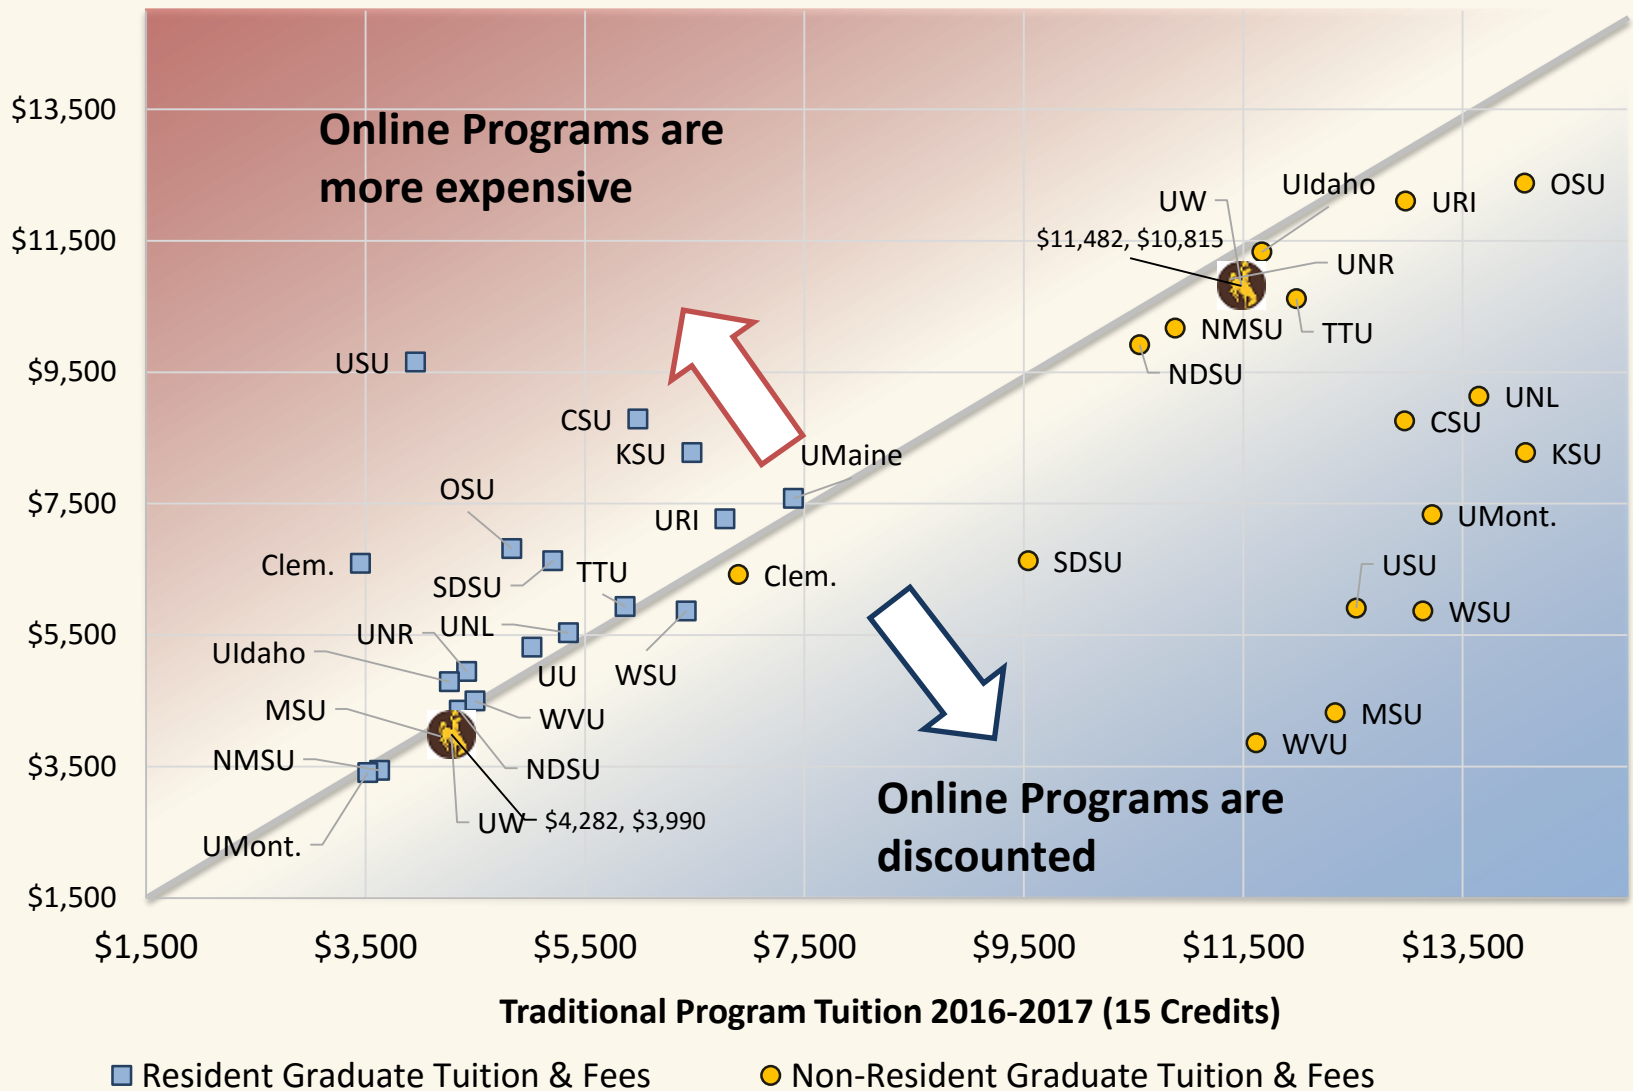 $13,500
Online Programs are
more expensive
UIdaho
OSU
UW
URI
$11,500
$11,482, $10,815
UNR
NMSU
TTU
$9,500
USU
NDSU
UNL
CSU
CSU
KSU
UMaine
KSU
OSU
$7,500
URI
UMont.
Clem.
SDSU
TTU
Clem.
SDSU
USU
$5,500
UNR
UNL
WSU
UIdaho
UU
WSU
MSU
WVU
MSU
WVU
NMSU
NDSU
$3,500
Online Programs are
discounted
UW
$4,282, $3,990
UMont.
$1,500
$1,500
$3,500
$5,500
$7,500
$9,500
$11,500
$13,500
Traditional Program Tuition 2016-2017 (15 Credits)
Resident Graduate Tuition & Fees
Non-Resident Graduate Tuition & Fees